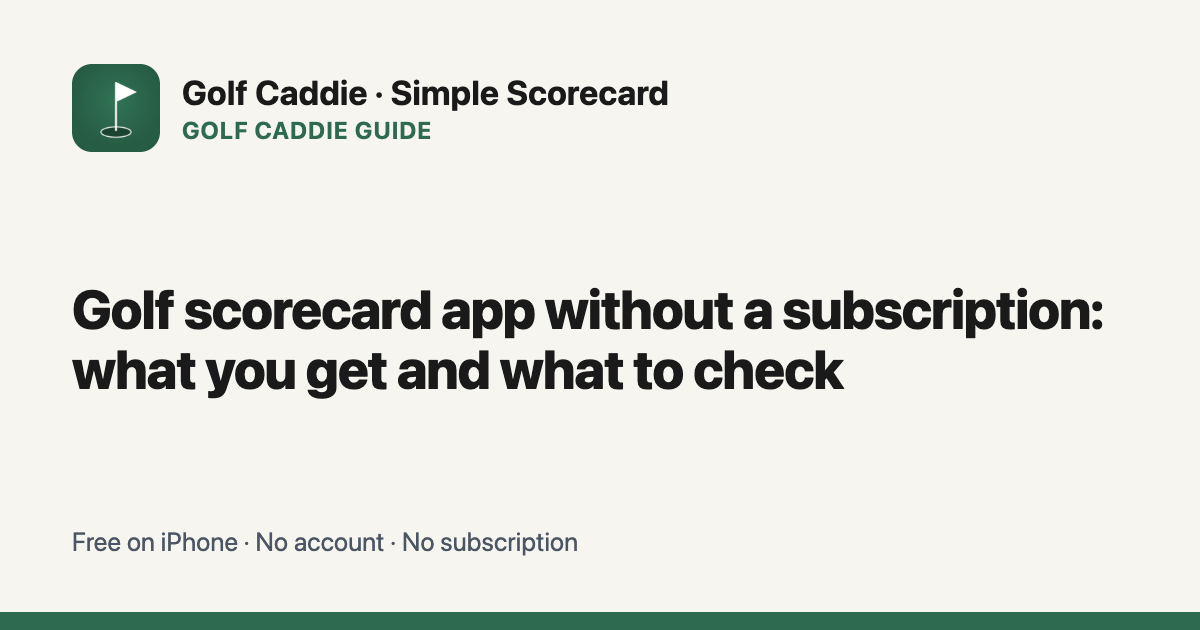 Golf Caddie · Simple Scorecard
GOLF CADDIE GUIDE
Golf scorecard app without a subscription:
what you get and what to check
Free on iPhone · No account · No subscription